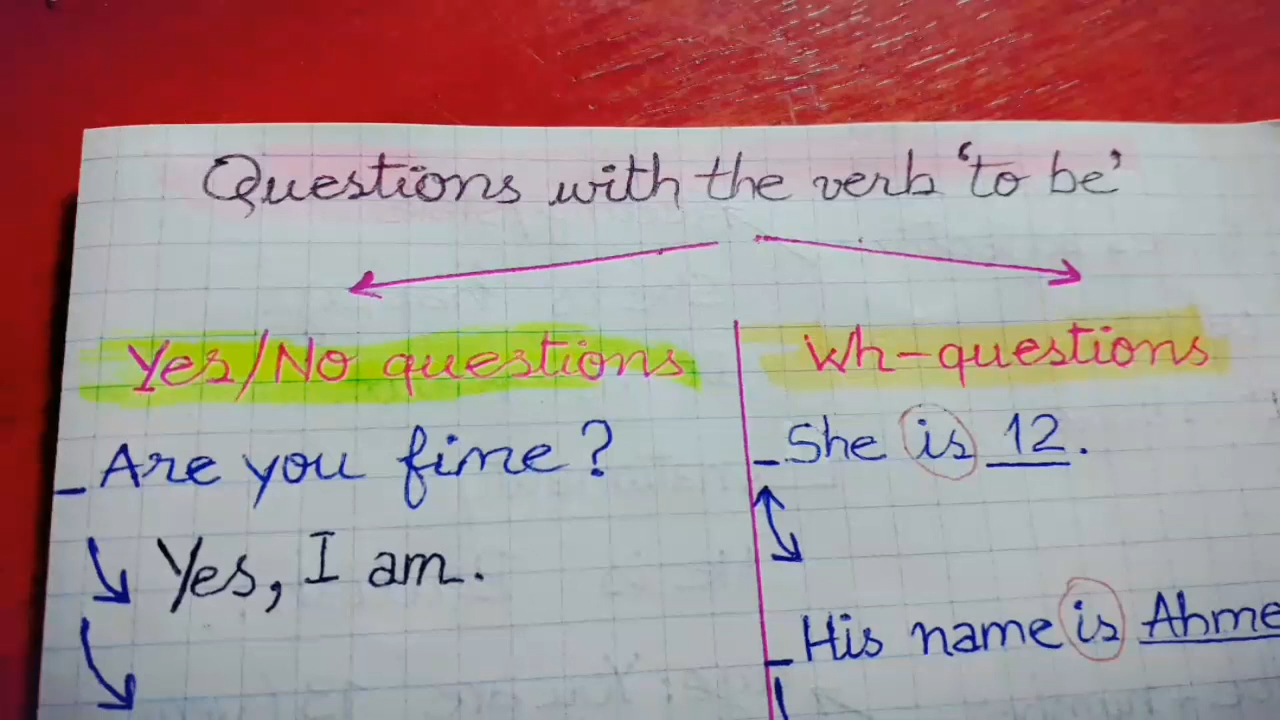 Questions with the verb 'to be'
Yes/No questions
_ Are you fine?
Yes, I am.
Wh-questions
_ She is 12.
_ His name is Ahme